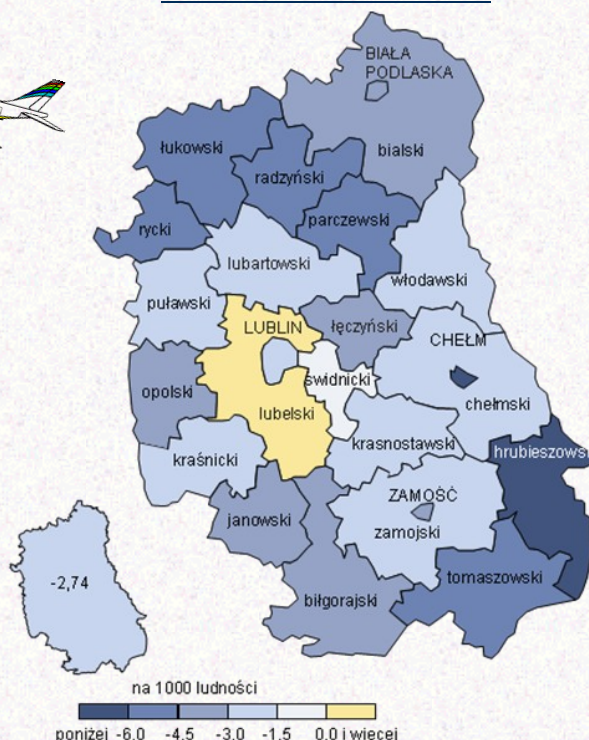 BIAŁA
PODLASKA
bialski
łukowski
radzyński
parczewski
rycki
lubartowski
włodawski
puławski
LUBLIN
łęczyński
CHEŁM
świdnicki
opolski
chełmski
lubelski
krasnostawski
hrubieszowsk
kraśnicki
ZAMOŚĆ
janowski
zamojski
-2,74
tomaszowski
biłgorajski
na 1000 ludności
poniżej -6.0 -4.5 -3.0 -1.5 0.0 i więcej